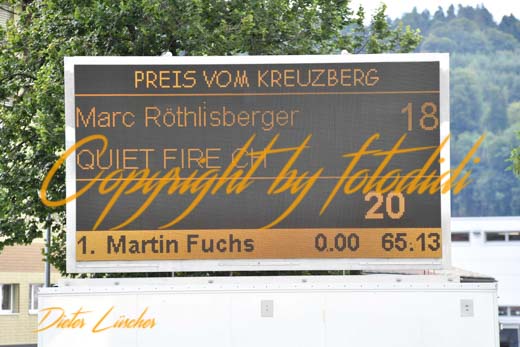 PREIS VOM KREUZBERG
Marc Röthlisberger 18
QUIET FIRE CH
Copyright by fotodidi
20
1. Martin Fuchs 0.00 65.13
Dieter Lüscher